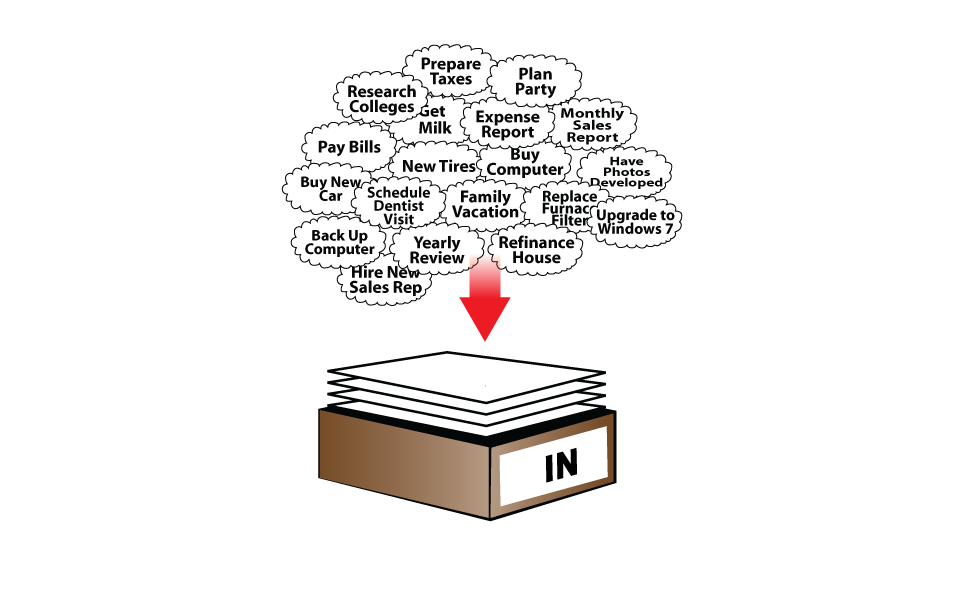 Prepare
Taxes
Plan
Party
Research
Colleges
Get
Milk
Expense
Report
Monthly
Sales
Report
Pay Bills
New Tires
Buy
Computer
Have
Photos
Developed
Buy New
Car
Schedule
Dentist
Visit
Family
Vacation
Replace
Furnac
Filter
Upgrade to
Windows 7
Back Up
Computer
Yearly
Review
Refinance
House
Hire New
Sales Rep
IN